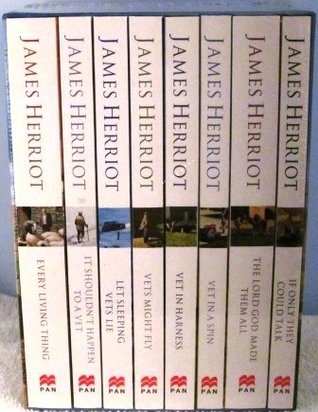 JAMES HERRIOT
EVERY LIVING THING
PAN
JAMES HERRIOT
IT SHOULDN'T HAPPEN
TO A VET
PAN
JAMES HERRIOT
LET SLEEPING
VETS LIE
PAN
JAMES HERRIOT
VETS MIGHT FLY
PAN
JAMES HERRIOT
VET IN HARNESS
PAN
JAMES HERRIOT
VET IN A SPIN
PAN
JAMES HERRIOT
THE LORD GOD MADE
THEM ALL
PAN
JAMES HERRIOT
IF ONLY THEY
COULD TALK
PAN